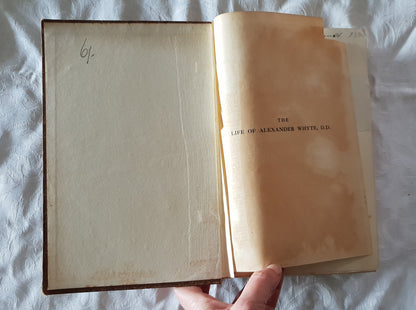 6/-
THE
LIFE OF ALEXANDER WHYTE, D.D.